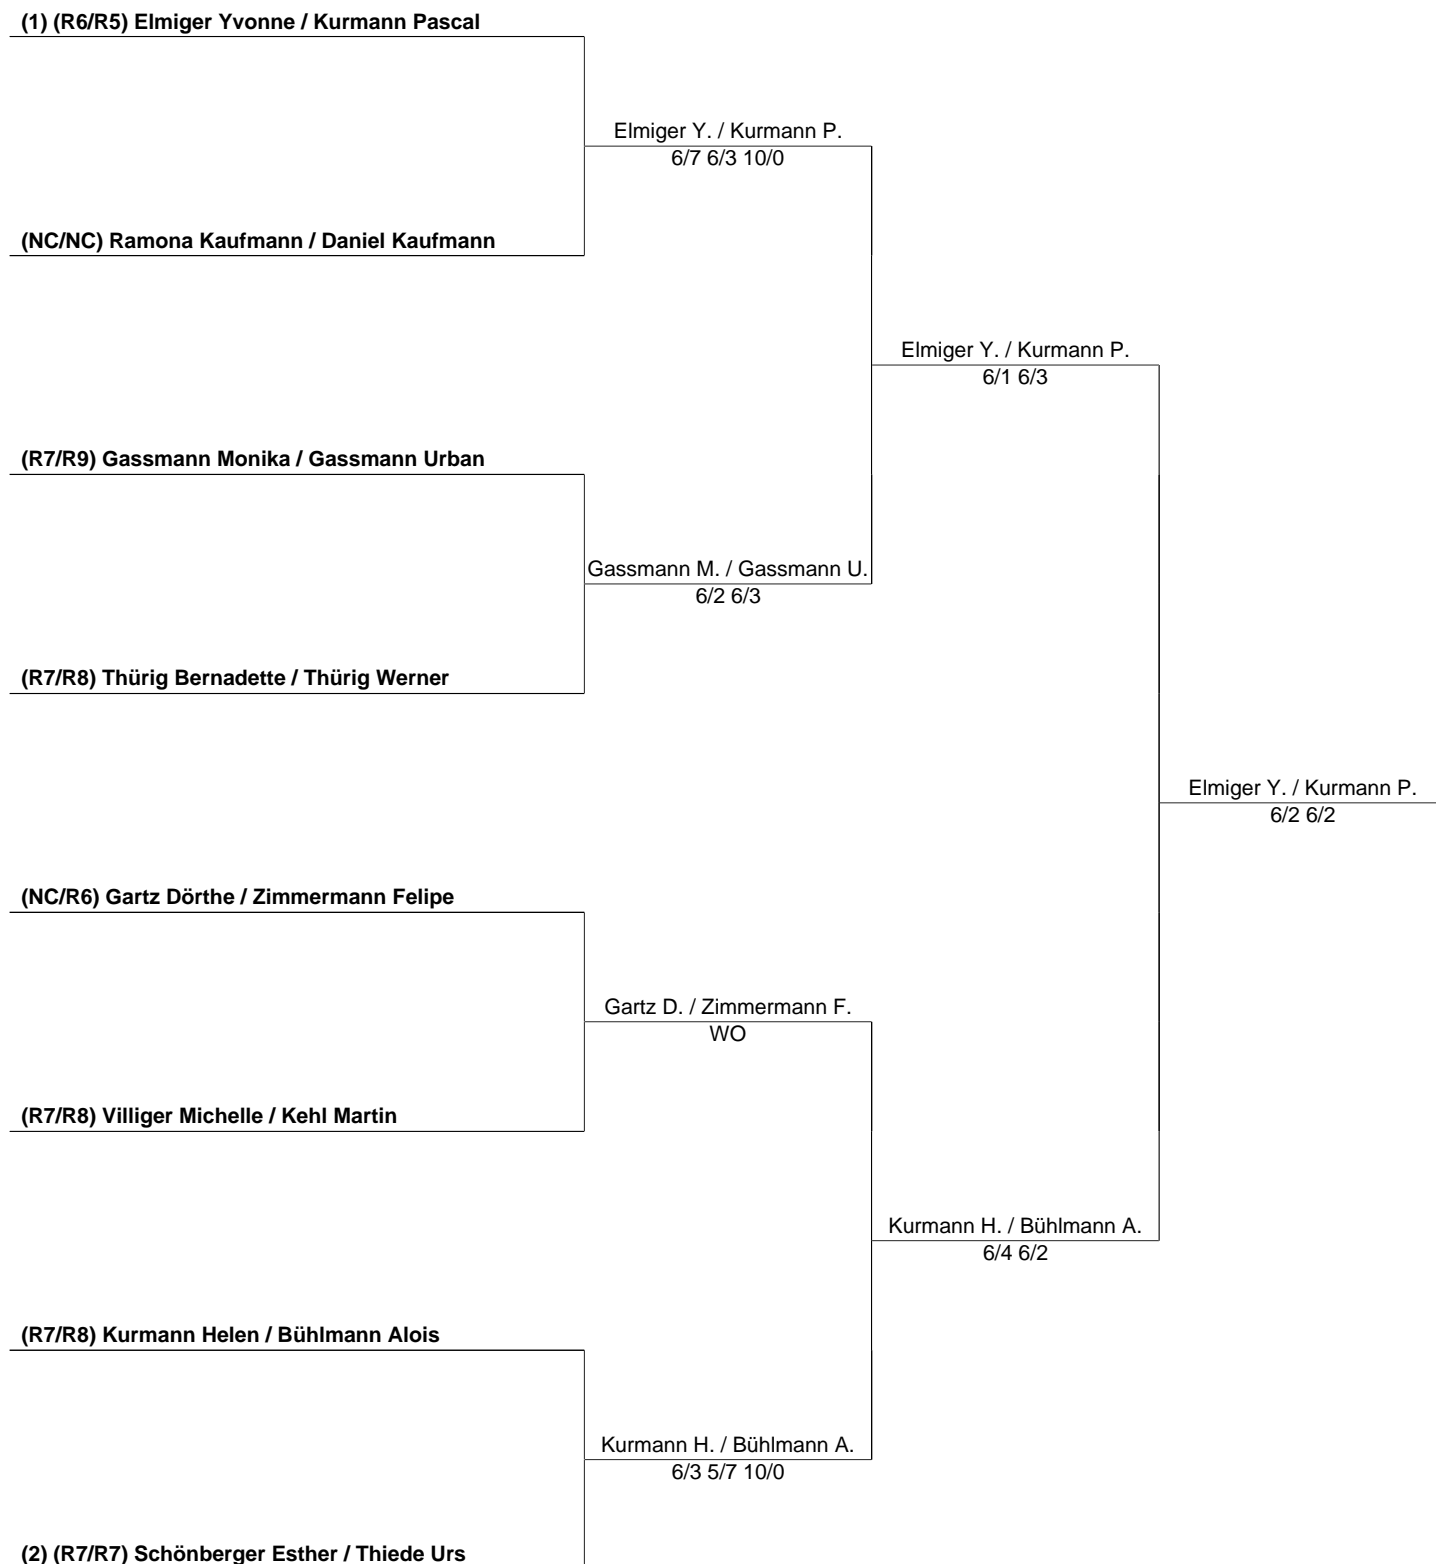 (1) (R6/R5) Elmiger Yvonne / Kurmann Pascal
Elmiger Y. / Kurmann P.
6/7 6/3 10/0
(NC/NC) Ramona Kaufmann / Daniel Kaufmann
Elmiger Y. / Kurmann P.
6/1 6/3
(R7/R9) Gassmann Monika / Gassmann Urban
Gassmann M. / Gassmann U.
6/2 6/3
(R7/R8) Thürig Bernadette / Thürig Werner
Elmiger Y. / Kurmann P.
6/2 6/2
(NC/R6) Gartz Dörthe / Zimmermann Felipe
Gartz D. / Zimmermann F.
WO
(R7/R8) Villiger Michelle / Kehl Martin
Kurmann H. / Bühlmann A.
6/4 6/2
(R7/R8) Kurmann Helen / Bühlmann Alois
Kurmann H. / Bühlmann A.
6/3 5/7 10/0
(2) (R7/R7) Schönberger Esther / Thiede Urs